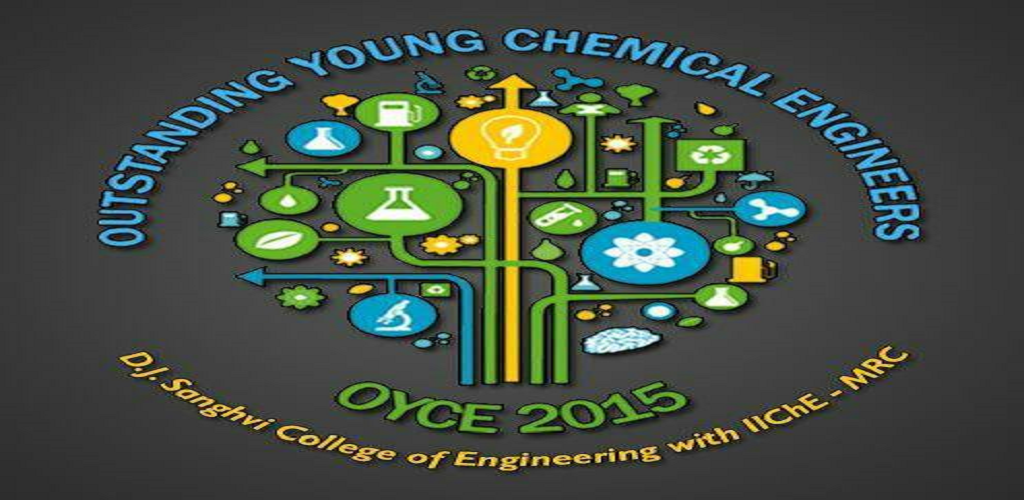 OUTSTANDING YOUNG CHEMICAL ENGINEERS
OYCE 2015
D.J. Sanghvi College of Engineering with IIChE - MRC